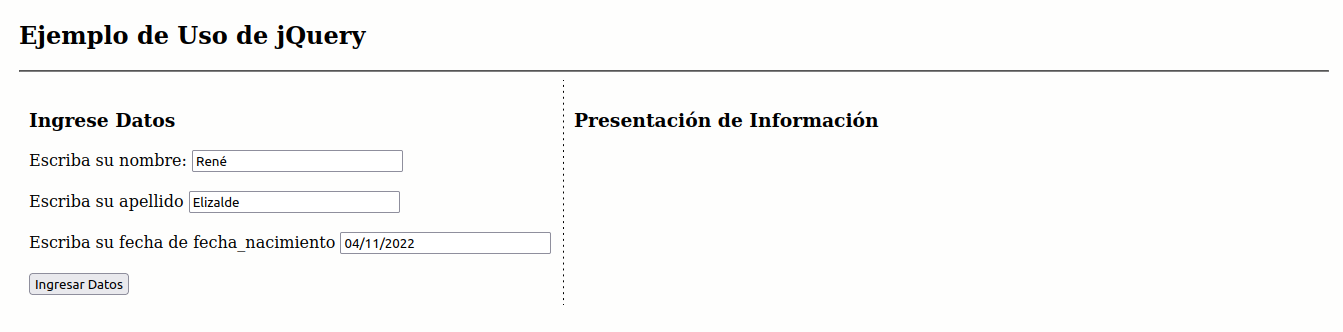 Ejemplo de Uso de jQuery
Ingrese Datos
Escriba su nombre: René
Escriba su apellido Elizalde
Escriba su fecha de fecha_nacimiento 04/11/2022
Ingresar Datos
Presentación de Información